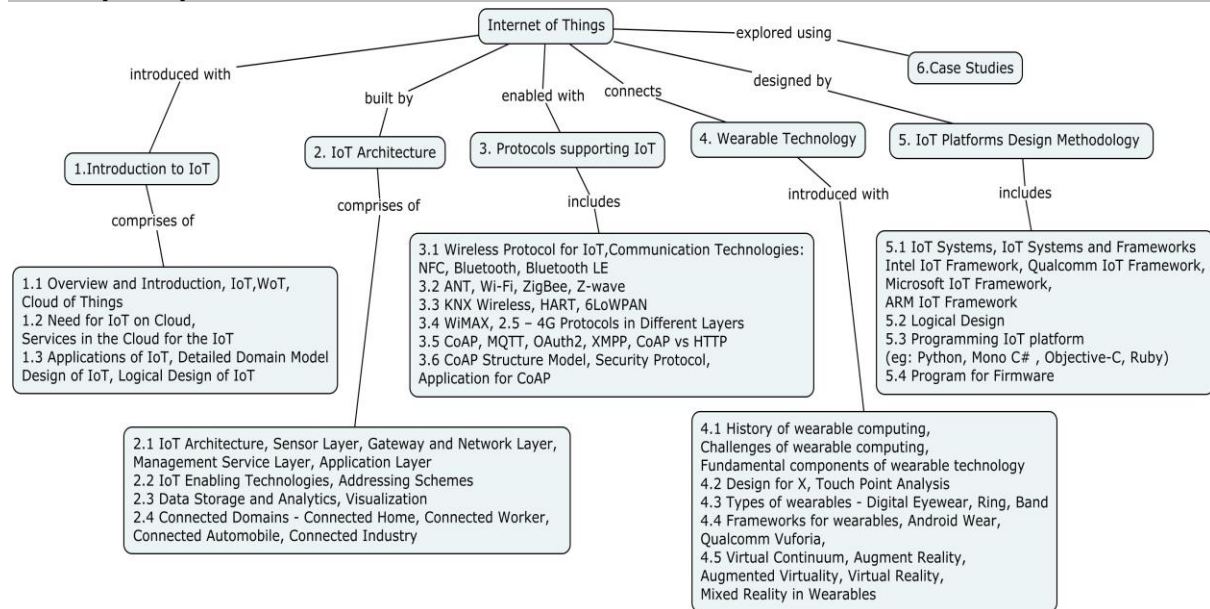 Internet of Things
explored using
6.Case Studies
introduced with
designed by
built by
enabled with
connects
1.Introduction to IoT
2. IoT Architecture
3. Protocols supporting IoT
4. Wearable Technology
5. IoT Platforms Design Methodology
comprises of
comprises of
includes
introduced with
includes
1.1 Overview and Introduction, IoT,WoT,
Cloud of Things
1.2 Need for IoT on Cloud,
Services in the Cloud for the IoT
1.3 Applications of IoT, Detailed Domain Model
Design of IoT, Logical Design of IoT
2.1 IoT Architecture, Sensor Layer, Gateway and Network Layer,
Management Service Layer, Application Layer
2.2 IoT Enabling Technologies, Addressing Schemes
2.3 Data Storage and Analytics, Visualization
2.4 Connected Domains - Connected Home, Connected Worker,
Connected Automobile, Connected Industry
3.1 Wireless Protocol for IoT,Communication Technologies:
NFC, Bluetooth, Bluetooth LE
3.2 ANT, Wi-Fi, ZigBee, Z-wave
3.3 KNX Wireless, HART, 6LoWPAN
3.4 WiMAX, 2.5 – 4G Protocols in Different Layers
3.5 CoAP, MQTT, OAuth2, XMPP, CoAP vs HTTP
3.6 CoAP Structure Model, Security Protocol,
Application for CoAP
4.1 History of wearable computing,
Challenges of wearable computing,
Fundamental components of wearable technology
4.2 Design for X, Touch Point Analysis
4.3 Types of wearables - Digital Eyewear, Ring, Band
4.4 Frameworks for wearables, Android Wear,
Qualcomm Vuforia,
4.5 Virtual Continuum, Augment Reality,
Augmented Virtuality, Virtual Reality,
Mixed Reality in Wearables
5.1 IoT Systems, IoT Systems and Frameworks
Intel IoT Framework, Qualcomm IoT Framework,
Microsoft IoT Framework,
ARM IoT Framework
5.2 Logical Design
5.3 Programming IoT platform
(eg: Python, Mono C# , Objective-C, Ruby)
5.4 Program for Firmware